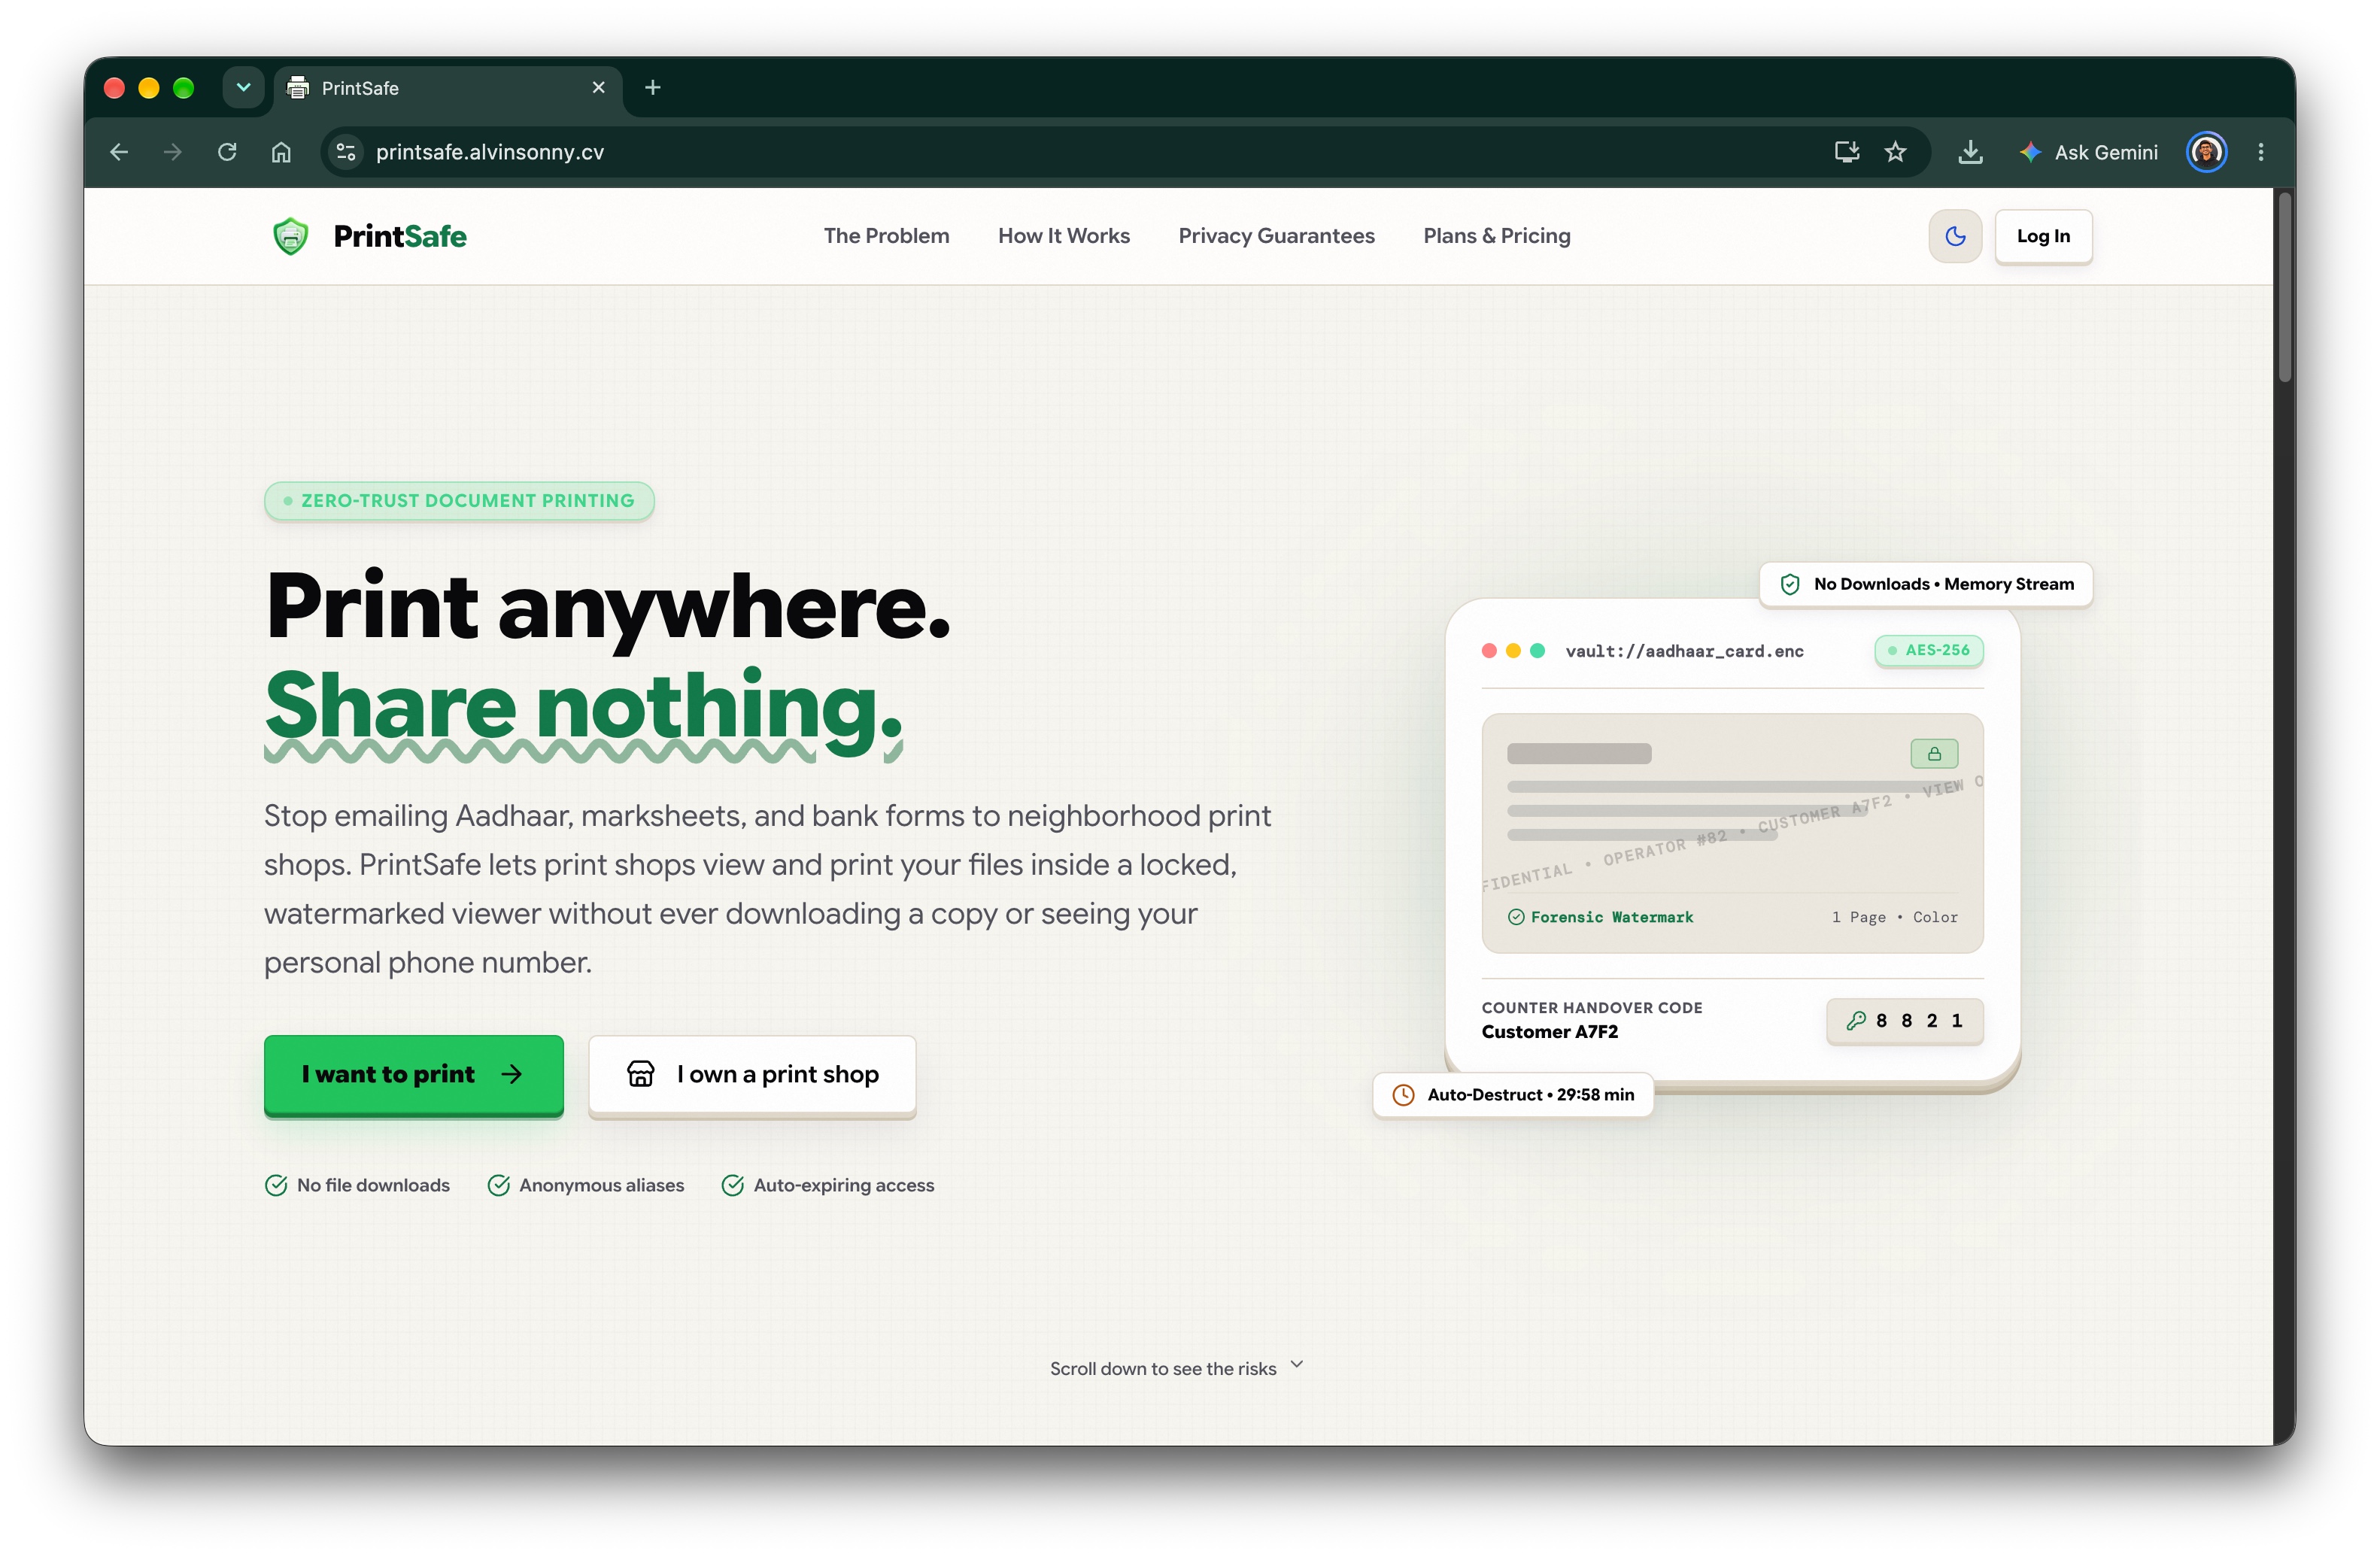 PrintSafe
printsafe.alvinsonny.cv
Ask Gemini
PrintSafe
The Problem
How It Works
Privacy Guarantees
Plans & Pricing
Log In
ZERO-TRUST DOCUMENT PRINTING
Print anywhere.
Share nothing.
Stop emailing Aadhaar, marksheets, and bank forms to neighborhood print
shops. PrintSafe lets print shops view and print your files inside a locked,
watermarked viewer without ever downloading a copy or seeing your
personal phone number.
I want to print
I own a print shop
No file downloads
Anonymous aliases
Auto-expiring access
No Downloads • Memory Stream
vault://aadhaar_card.enc
AES-256
FIDENTIAL • OPERATOR #82 • CUSTOMER A7F2 • VIEW O
Forensic Watermark
1 Page • Color
COUNTER HANDOVER CODE
Customer A7F2
8 8 2 1
Auto-Destruct • 29:58 min
Scroll down to see the risks